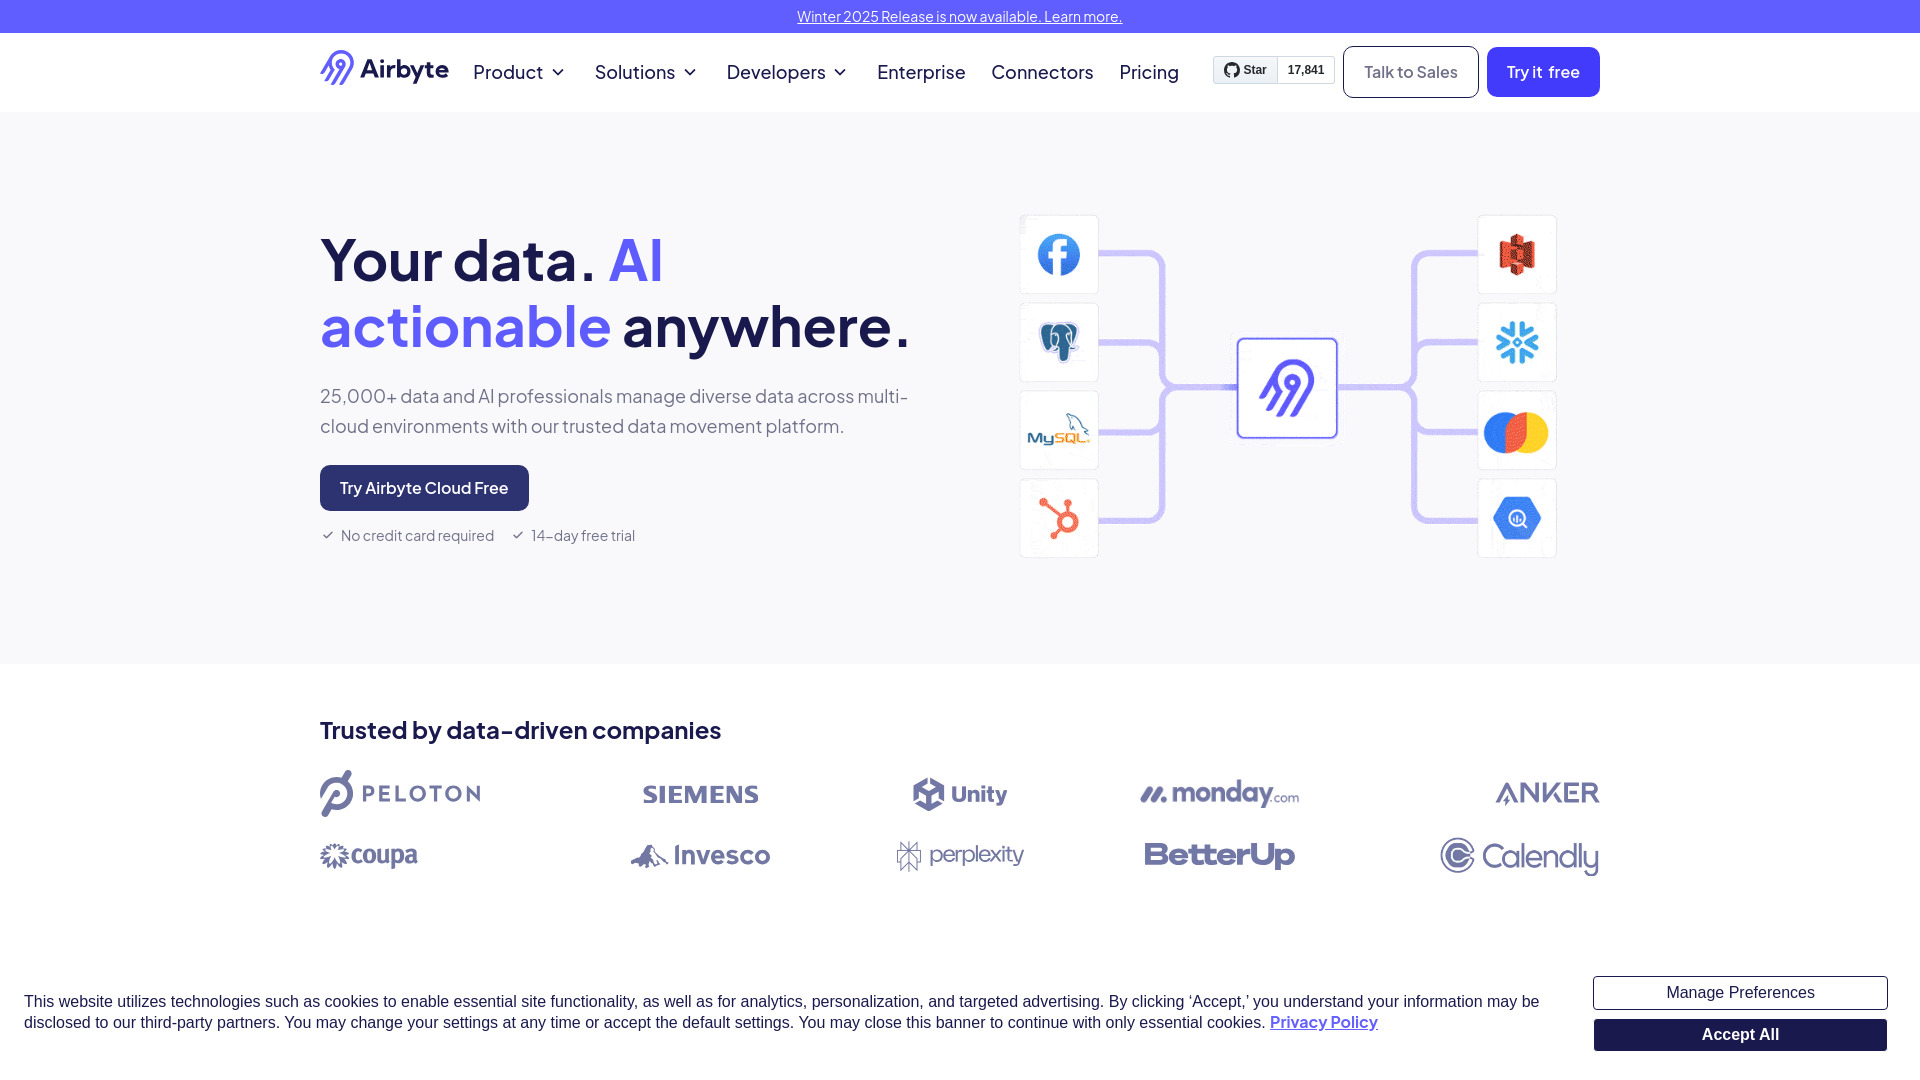 Winter 2025 Release is now available. Learn more.
Airbyte
Product
Solutions
Developers
Enterprise
Connectors
Pricing
Star
17,841
Talk to Sales
Try it free
Your data. AI
actionable anywhere.
25,000+ data and AI professionals manage diverse data across multi-
cloud environments with our trusted data movement platform.
Try Airbyte Cloud Free
No credit card required
14-day free trial
MySQL
Trusted by data-driven companies
PELOTON
SIEMENS
Unity
monday.com
ANKER
coupa
Invesco
perplexity
BetterUp
Calendly
This website utilizes technologies such as cookies to enable essential site functionality, as well as for analytics, personalization, and targeted advertising. By clicking ‘Accept,’ you understand your information may be
disclosed to our third-party partners. You may change your settings at any time or accept the default settings. You may close this banner to continue with only essential cookies. Privacy Policy
Manage Preferences
Accept All